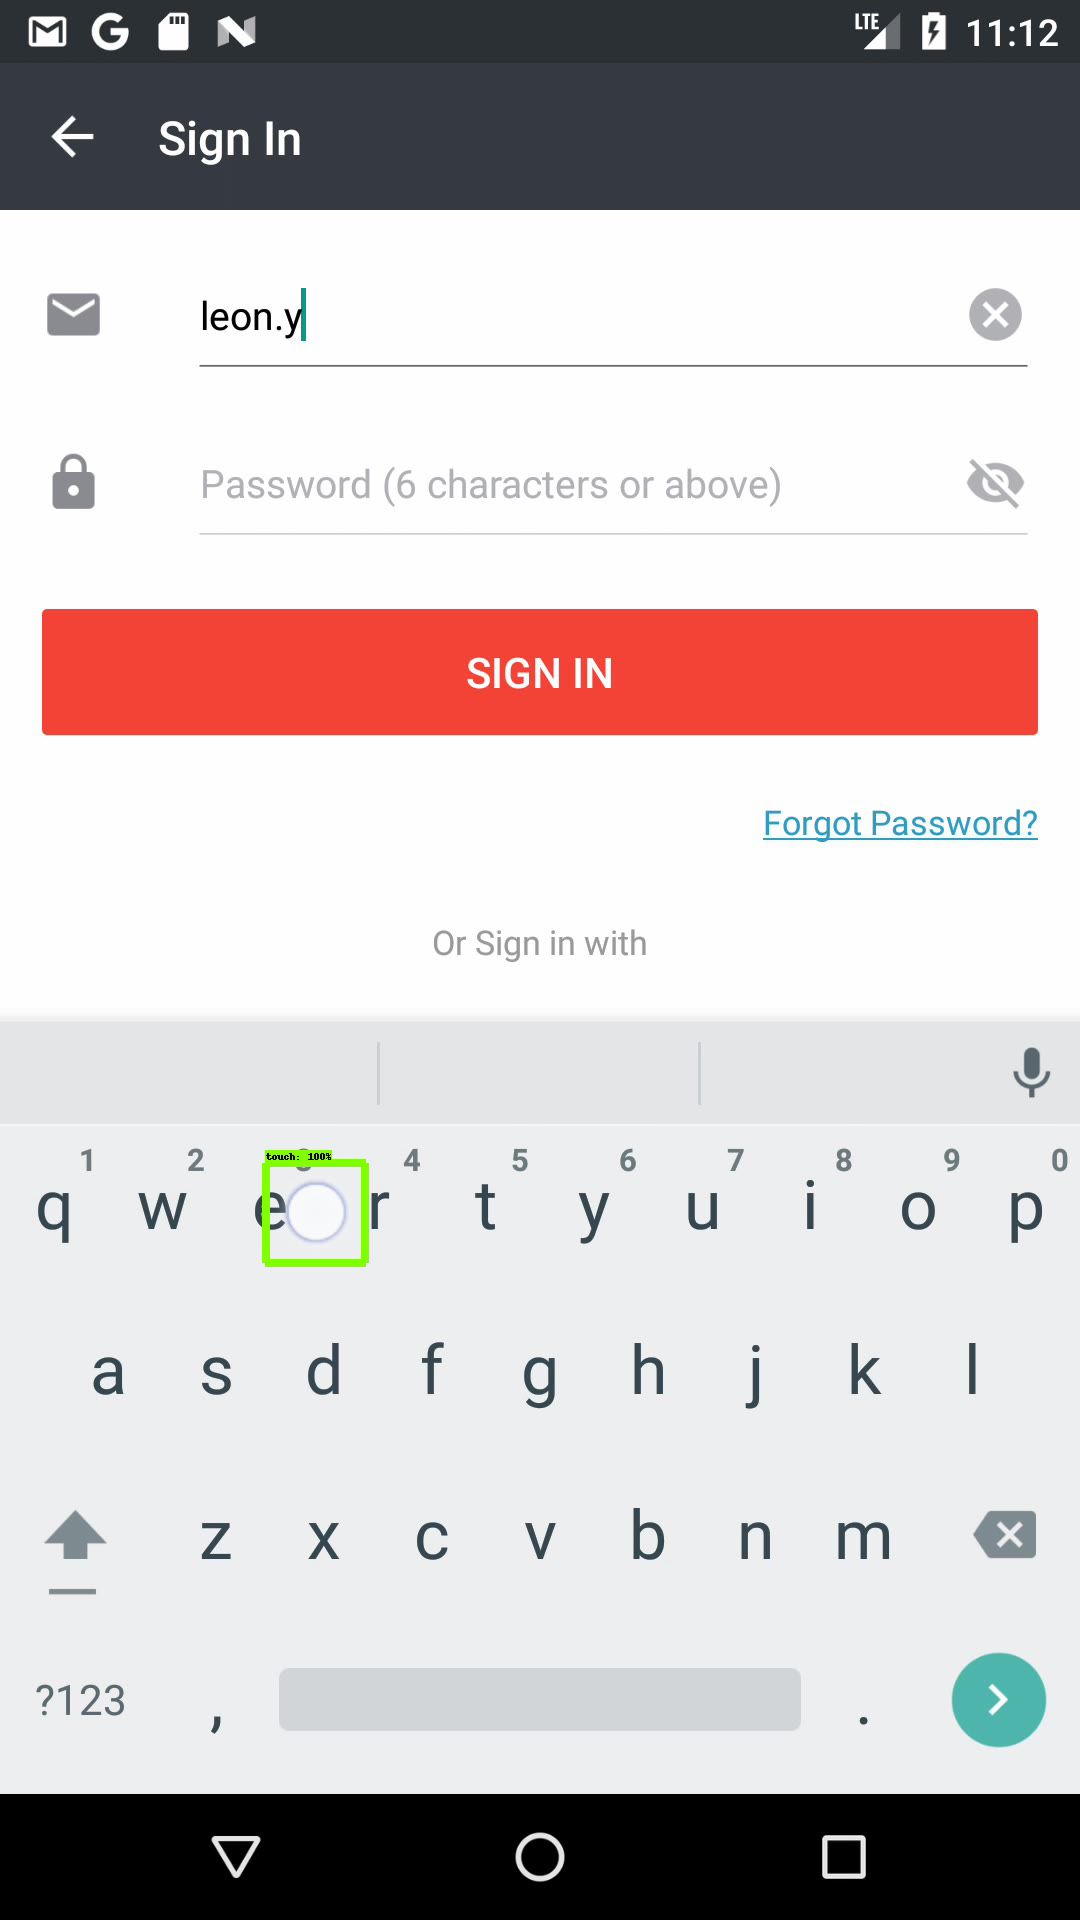 LTE 11:12
Sign In
leon.y
Password (6 characters or above)
SIGN IN
Forgot Password?
Or Sign in with
touch: 100%
1 2 3 4 5 6 7 8 9 0
q w e r t y u i o p
a s d f g h j k l
z x c v b n m
?123 , .